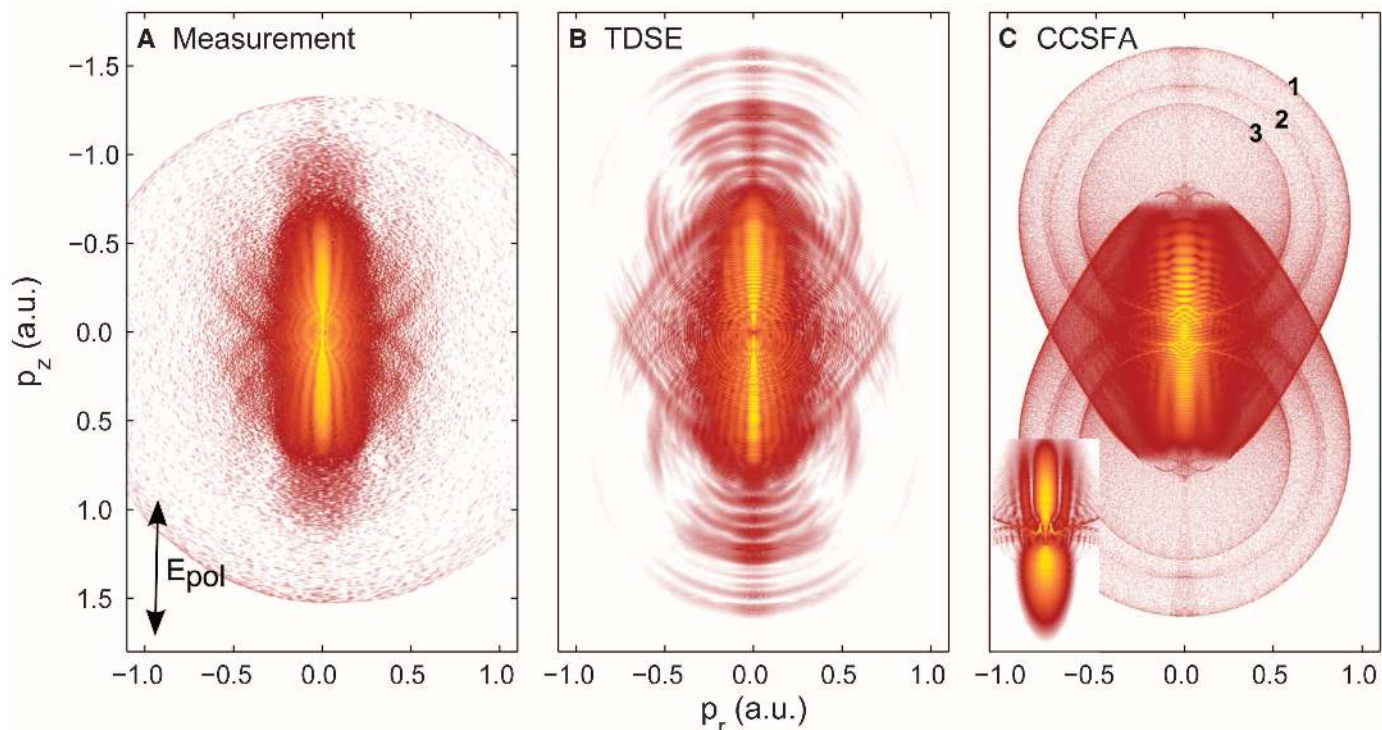 A Measurement
B TDSE
C CCSFA
−1.5
−1.0
−0.5
0.0
0.5
1.0
1.5
p_z (a.u.)
E_pol
1
2
3
−1.0 −0.5 0.0 0.5 1.0
−1.0 −0.5 0.0 0.5 1.0
−1.0 −0.5 0.0 0.5 1.0
p_r (a.u.)